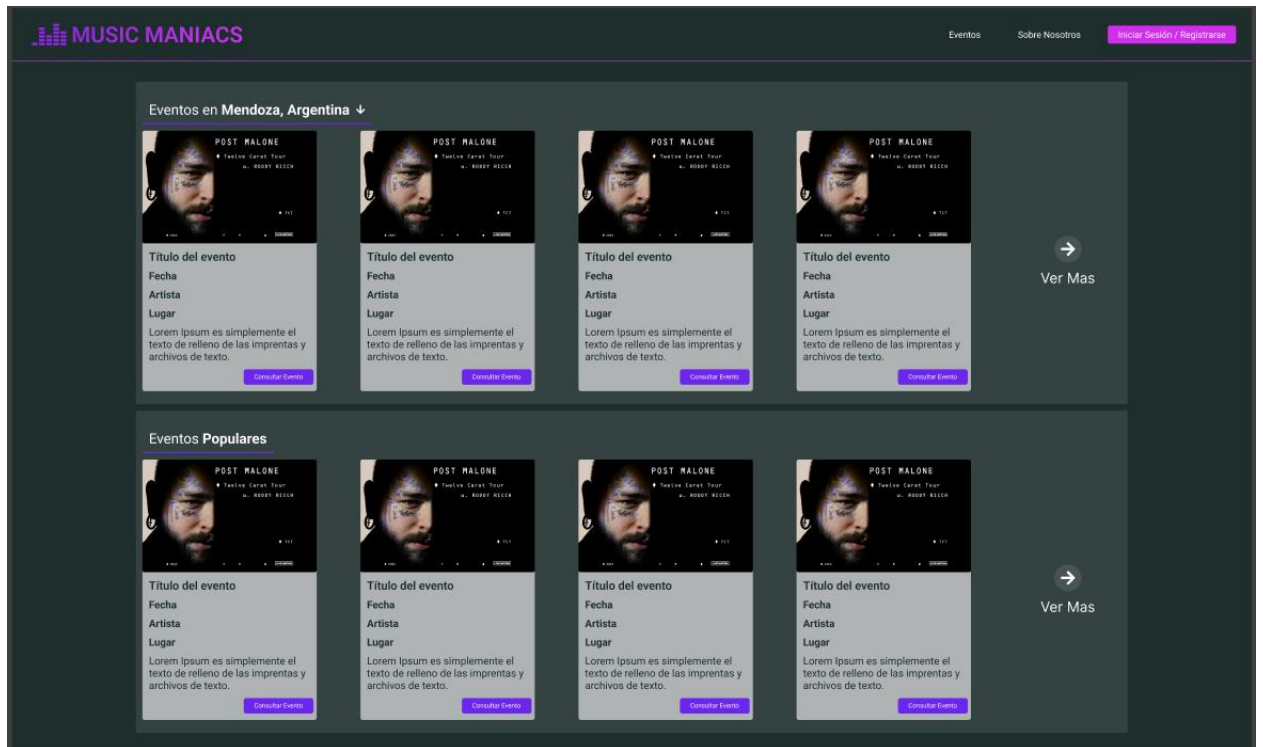 MUSIC MANIACS
Eventos
Sobre Nosotros
Iniciar Sesión / Registrarse
Eventos en Mendoza, Argentina
POST MALONE
Twelve Carat Tour
w. RODDY RICCH
Título del evento
Fecha
Artista
Lugar
Lorem Ipsum es simplemente el
texto de relleno de las imprentas y
archivos de texto.
Consultar Evento
POST MALONE
Twelve Carat Tour
w. RODDY RICCH
Título del evento
Fecha
Artista
Lugar
Lorem Ipsum es simplemente el
texto de relleno de las imprentas y
archivos de texto.
Consultar Evento
POST MALONE
Twelve Carat Tour
w. RODDY RICCH
Título del evento
Fecha
Artista
Lugar
Lorem Ipsum es simplemente el
texto de relleno de las imprentas y
archivos de texto.
Consultar Evento
POST MALONE
Twelve Carat Tour
w. RODDY RICCH
Título del evento
Fecha
Artista
Lugar
Lorem Ipsum es simplemente el
texto de relleno de las imprentas y
archivos de texto.
Consultar Evento
Ver Mas
Eventos Populares
POST MALONE
Twelve Carat Tour
w. RODDY RICCH
Título del evento
Fecha
Artista
Lugar
Lorem Ipsum es simplemente el
texto de relleno de las imprentas y
archivos de texto.
Consultar Evento
POST MALONE
Twelve Carat Tour
w. RODDY RICCH
Título del evento
Fecha
Artista
Lugar
Lorem Ipsum es simplemente el
texto de relleno de las imprentas y
archivos de texto.
Consultar Evento
POST MALONE
Twelve Carat Tour
w. RODDY RICCH
Título del evento
Fecha
Artista
Lugar
Lorem Ipsum es simplemente el
texto de relleno de las imprentas y
archivos de texto.
Consultar Evento
POST MALONE
Twelve Carat Tour
w. RODDY RICCH
Título del evento
Fecha
Artista
Lugar
Lorem Ipsum es simplemente el
texto de relleno de las imprentas y
archivos de texto.
Consultar Evento
Ver Mas